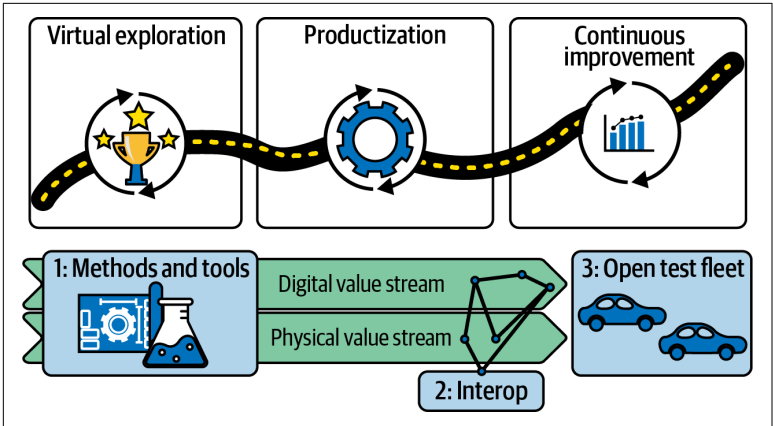 Virtual exploration
Productization
Continuous
improvement
1: Methods and tools
Digital value stream
Physical value stream
2: Interop
3: Open test fleet